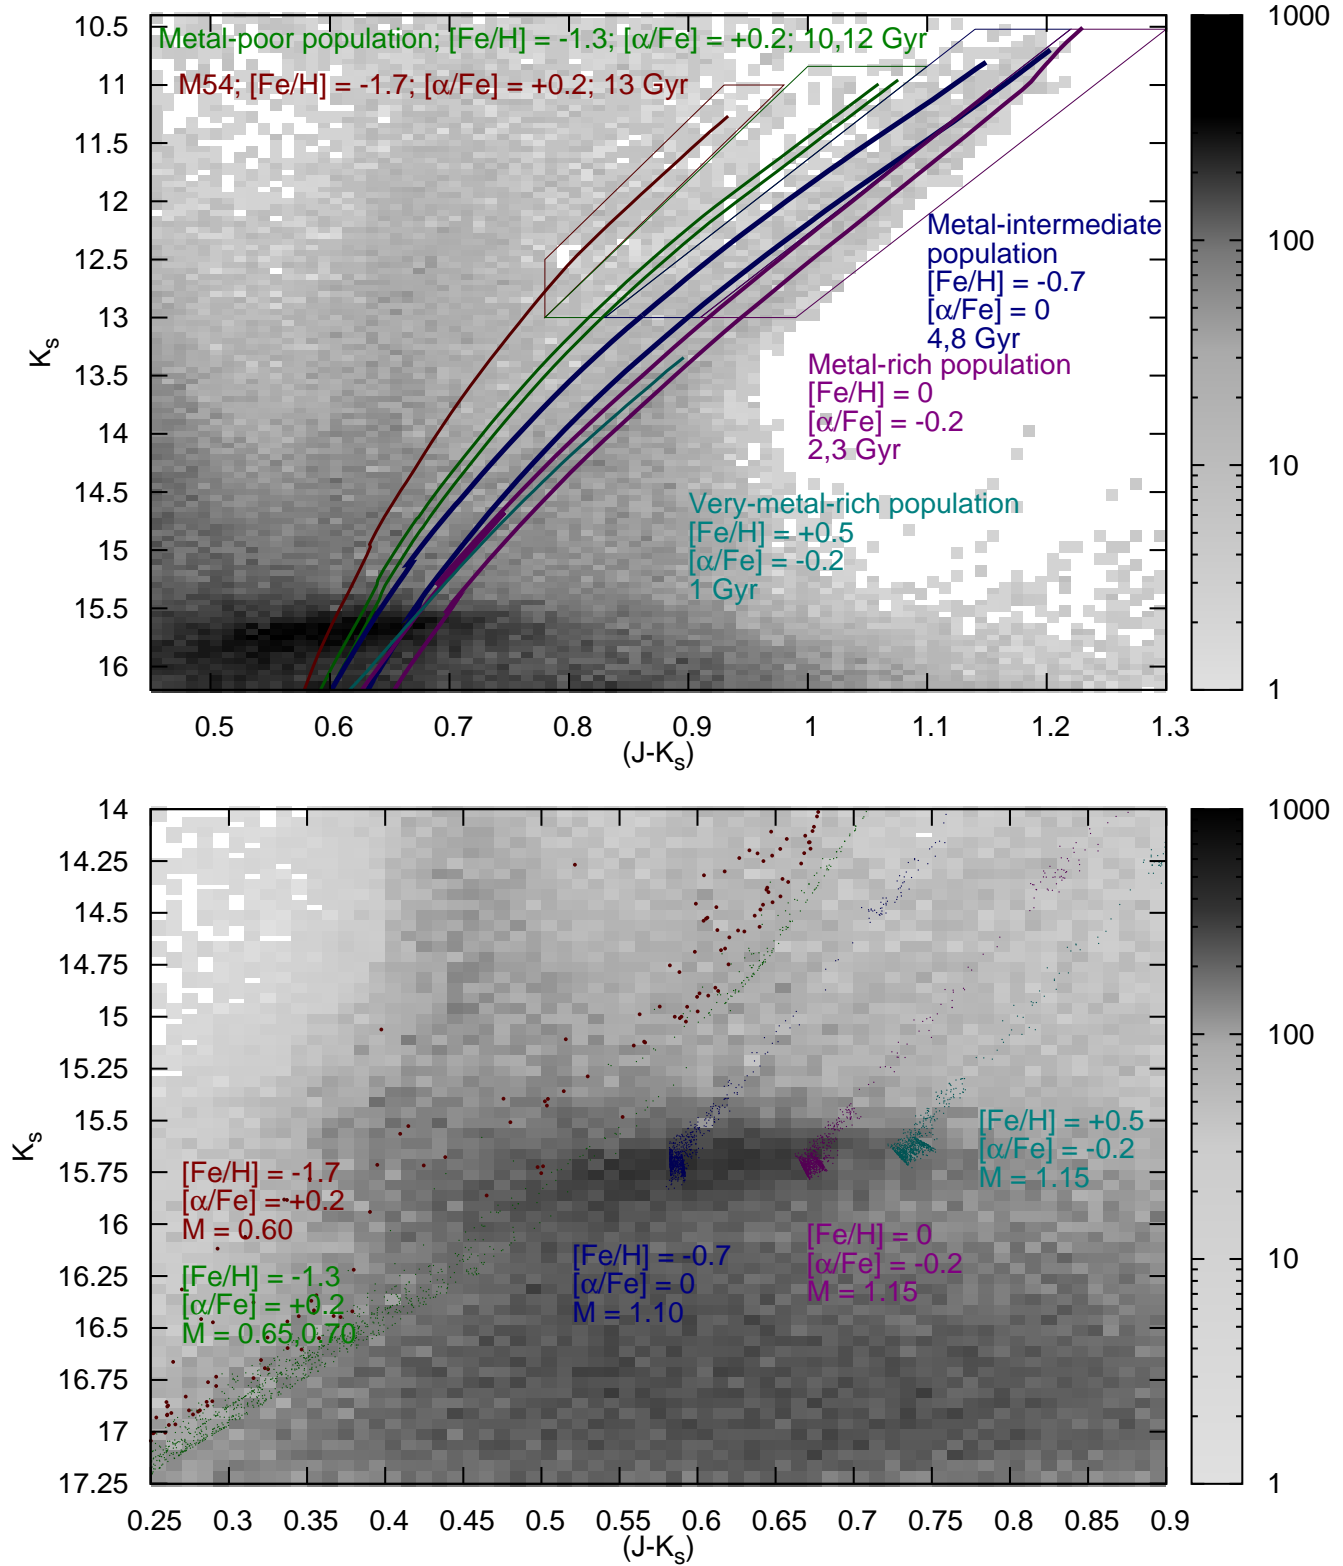 Metal-poor population; [Fe/H] = -1.3; [α/Fe] = +0.2; 10,12 Gyr
M54; [Fe/H] = -1.7; [α/Fe] = +0.2; 13 Gyr
Metal-intermediate
population
[Fe/H] = -0.7
[α/Fe] = 0
4,8 Gyr
Metal-rich population
[Fe/H] = 0
[α/Fe] = -0.2
2,3 Gyr
Very-metal-rich population
[Fe/H] = +0.5
[α/Fe] = -0.2
1 Gyr
10.5
11
11.5
12
12.5
13
13.5
14
14.5
15
15.5
16
Ks
0.5 0.6 0.7 0.8 0.9 1 1.1 1.2 1.3
(J-Ks)
1000
100
10
1
14
14.25
14.5
14.75
15
15.25
15.5
15.75
16
16.25
16.5
16.75
17
17.25
Ks
[Fe/H] = -1.7
[α/Fe] = +0.2
M = 0.60
[Fe/H] = -1.3
[α/Fe] = +0.2
M = 0.65,0.70
[Fe/H] = -0.7
[α/Fe] = 0
M = 1.10
[Fe/H] = 0
[α/Fe] = -0.2
M = 1.15
[Fe/H] = +0.5
[α/Fe] = -0.2
M = 1.15
0.25 0.3 0.35 0.4 0.45 0.5 0.55 0.6 0.65 0.7 0.75 0.8 0.85 0.9
(J-Ks)
1000
100
10
1